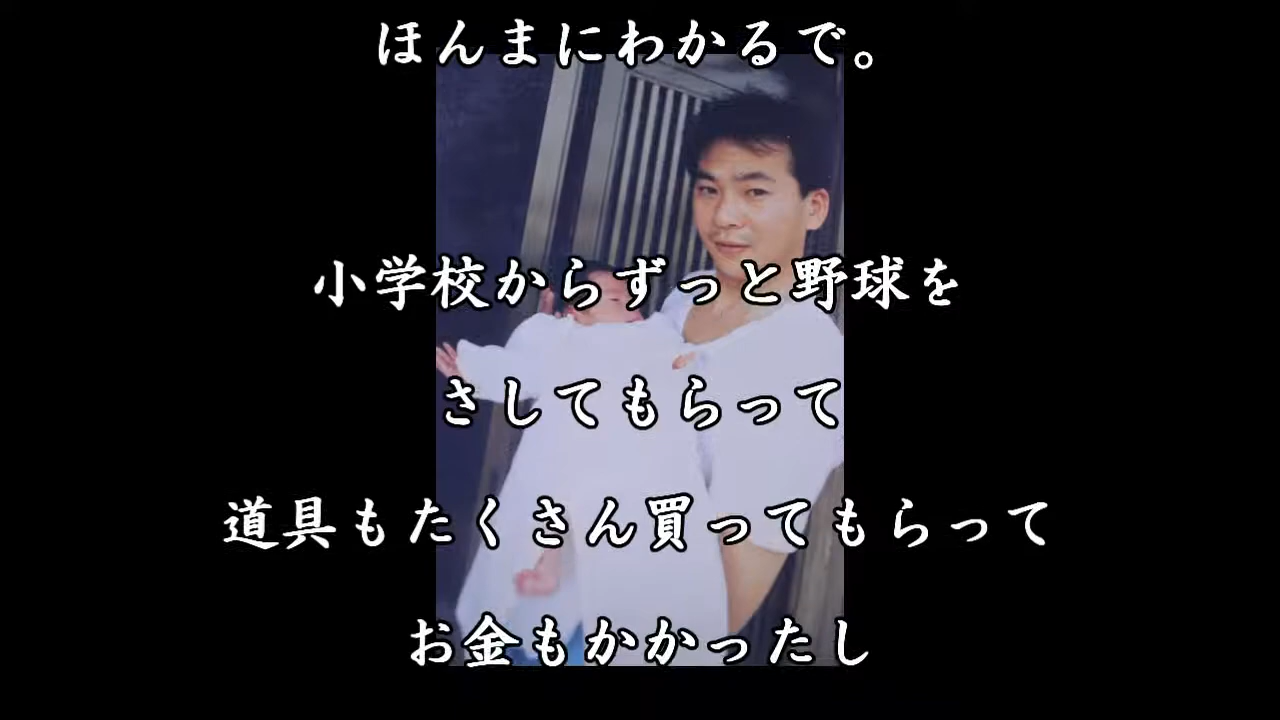 ほんまにわかるで。
小学校からずっと野球を
さしてもらって
道具もたくさん買ってもらって
お金もかかったし